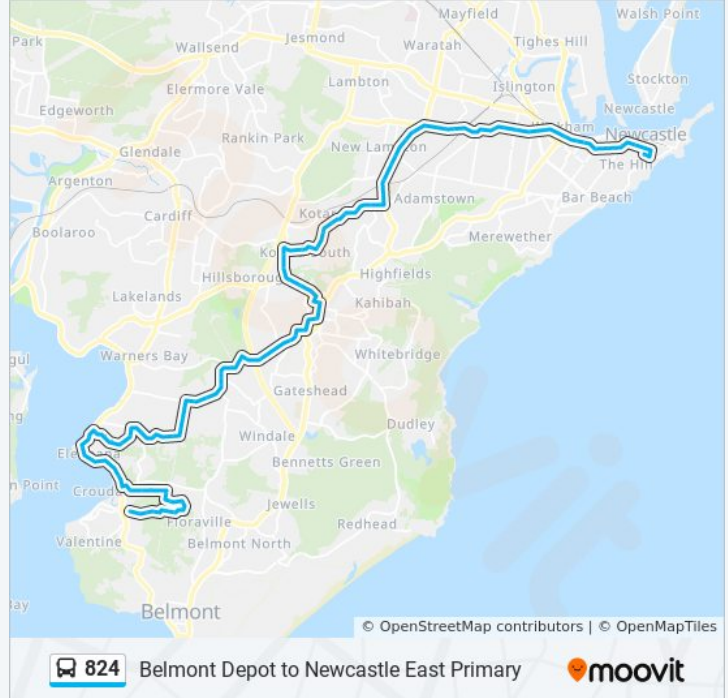 Mayfield
Walsh Point
Park
Jesmond
Wallsend
Waratah
Tighes Hill
Lambton
Stockton
Elermore Vale
Islington
Edgeworth
Newcastle
Rankin Park
Newcastle
New Lambton
Glendale
The Hill
Argenton
Adamstown
Bar Beach
Cardiff
Boolaroo
Merewether
Hillsborough
Highfields
Lakelands
Kahibah
Warners Bay
Whitebridge
Gateshead
Dudley
Windale
n Point
Bennetts Green
Jewells
Floraville
Redhead
Valentine
Belmont North
Bay
Belmont
© OpenStreetMap contributors | © OpenMapTiles
824 Belmont Depot to Newcastle East Primary
moovit